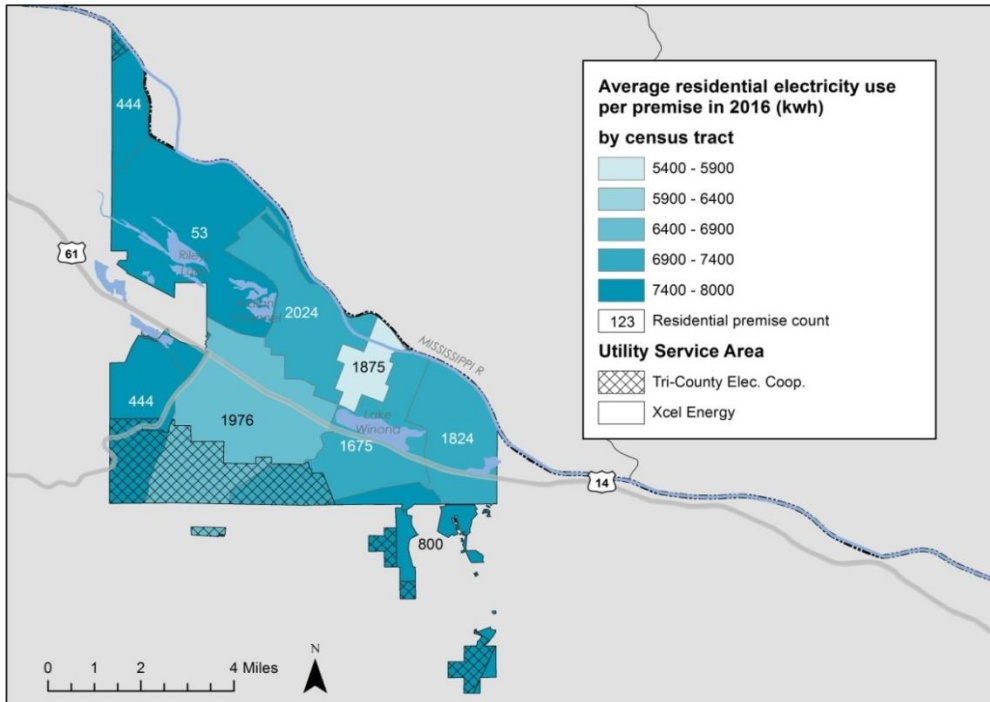 444
53
61
Riley
Lake
2024
MISSISSIPPI R
1875
444
1976
Lake
Winona
1675
1824
14
800
Average residential electricity use
per premise in 2016 (kwh)
by census tract
5400 - 5900
5900 - 6400
6400 - 6900
6900 - 7400
7400 - 8000
123 Residential premise count
Utility Service Area
Tri-County Elec. Coop.
Xcel Energy
0 1 2 4 Miles
N